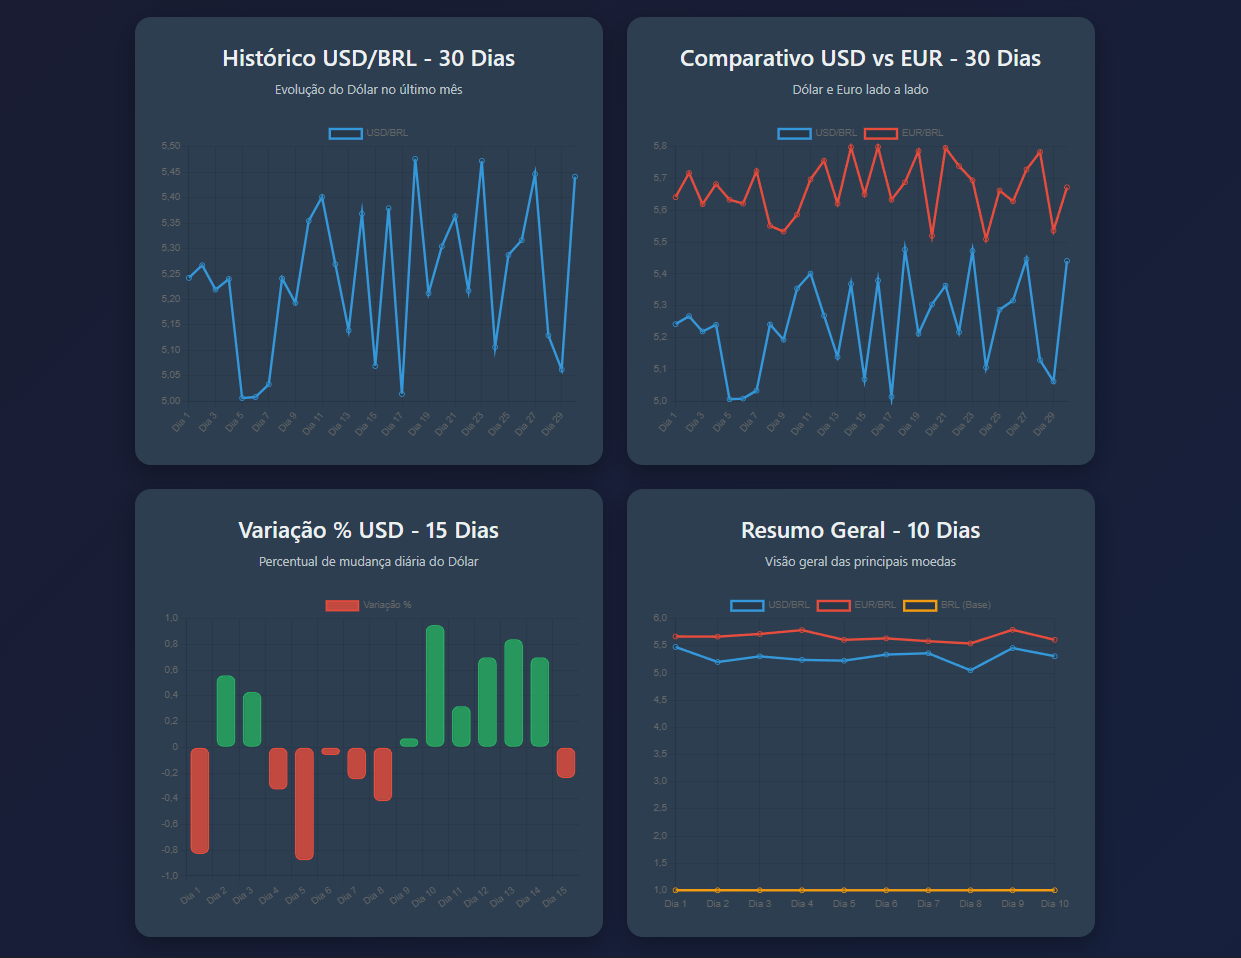 Histórico USD/BRL - 30 Dias
Evolução do Dólar no último mês
USD/BRL
5,50
5,45
5,40
5,35
5,30
5,25
5,20
5,15
5,10
5,05
5,00
Dia 1
Dia 3
Dia 5
Dia 7
Dia 9
Dia 11
Dia 13
Dia 15
Dia 17
Dia 19
Dia 21
Dia 23
Dia 25
Dia 27
Dia 29
Comparativo USD vs EUR - 30 Dias
Dólar e Euro lado a lado
USD/BRL EUR/BRL
5,8
5,7
5,6
5,5
5,4
5,3
5,2
5,1
5,0
Dia 1
Dia 3
Dia 5
Dia 7
Dia 9
Dia 11
Dia 13
Dia 15
Dia 17
Dia 19
Dia 21
Dia 23
Dia 25
Dia 27
Dia 29
Variação % USD - 15 Dias
Percentual de mudança diária do Dólar
Variação %
1,0
0,8
0,6
0,4
0,2
0
-0,2
-0,4
-0,6
-0,8
-1,0
Dia 1
Dia 2
Dia 3
Dia 4
Dia 5
Dia 6
Dia 7
Dia 8
Dia 9
Dia 10
Dia 11
Dia 12
Dia 13
Dia 14
Dia 15
Resumo Geral - 10 Dias
Visão geral das principais moedas
USD/BRL EUR/BRL BRL (Base)
6,0
5,5
5,0
4,5
4,0
3,5
3,0
2,5
2,0
1,5
1,0
Dia 1 Dia 2 Dia 3 Dia 4 Dia 5 Dia 6 Dia 7 Dia 8 Dia 9 Dia 10